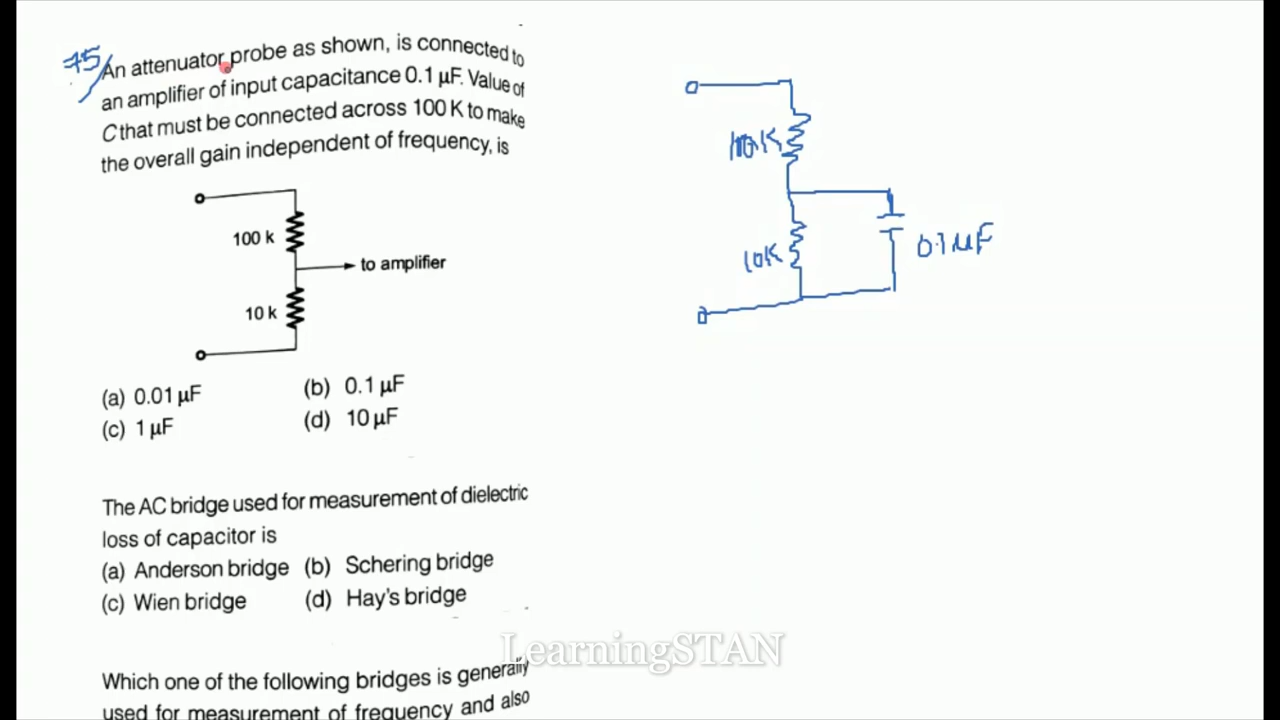 75
An attenuator probe as shown, is connected to
an amplifier of input capacitance 0.1 µF. Value of
C that must be connected across 100 K to make
the overall gain independent of frequency, is
100 k
to amplifier
10 k
(a) 0.01 µF (b) 0.1 µF
(c) 1 µF (d) 10 µF
The AC bridge used for measurement of dielectric
loss of capacitor is
(a) Anderson bridge (b) Schering bridge
(c) Wien bridge (d) Hay's bridge
Which one of the following bridges is generally
used for measurement of frequency and also
100K
10K
0.1 µF
LearningSTAN